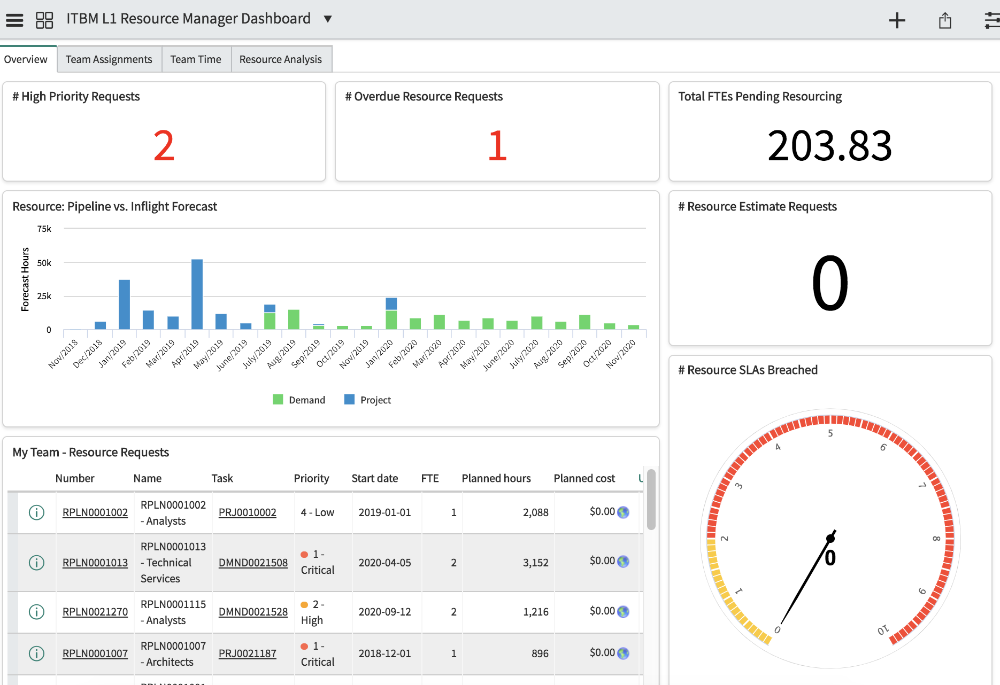 ITBM L1 Resource Manager Dashboard
Overview
Team Assignments
Team Time
Resource Analysis
# High Priority Requests
2
# Overdue Resource Requests
1
Total FTEs Pending Resourcing
203.83
Resource: Pipeline vs. Inflight Forecast
Forecast Hours
75k
50k
25k
0
Nov/2018
Dec/2018
Jan/2019
Feb/2019
Mar/2019
Apr/2019
May/2019
June/2019
July/2019
Aug/2019
Sep/2019
Oct/2019
Nov/2019
Jan/2020
Feb/2020
Mar/2020
Apr/2020
May/2020
June/2020
July/2020
Aug/2020
Sep/2020
Oct/2020
Nov/2020
Demand
Project
# Resource Estimate Requests
0
# Resource SLAs Breached
0
1
2
3
4
5
6
7
8
9
10
0
My Team - Resource Requests
Number Name Task Priority Start date FTE Planned hours Planned cost
RPLN0001002 RPLN0001002 - Analysts PRJ0010002 4 - Low 2019-01-01 1 2,088 $0.00
RPLN0001013 RPLN0001013 - Technical Services DMND0021508 1 - Critical 2020-04-05 2 3,152 $0.00
RPLN0021270 RPLN0001115 - Analysts DMND0021528 2 - High 2020-09-12 2 1,216 $0.00
RPLN0001007 RPLN0001007 - Architects PRJ0021187 1 - Critical 2018-12-01 1 896 $0.00